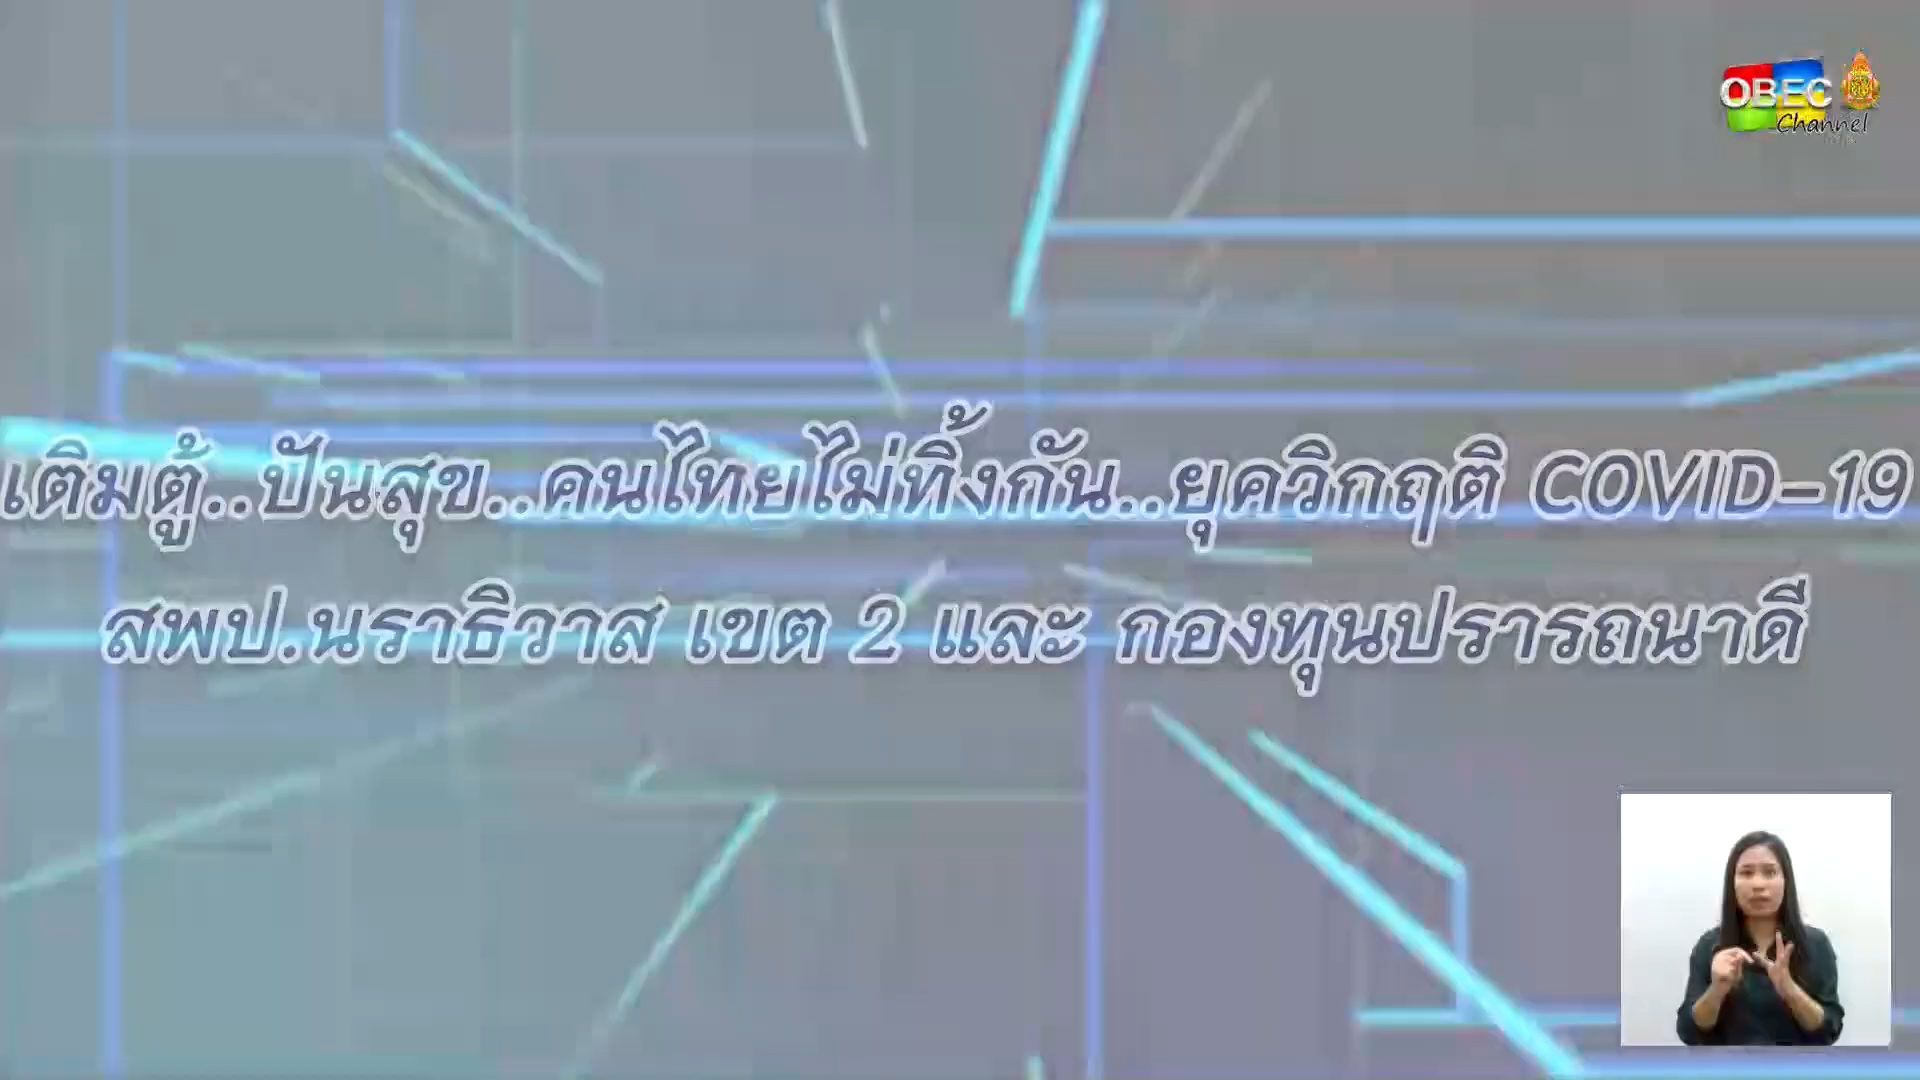 OBEC
Channel
เติมตู้..ปันสุข..คนไทยไม่ทิ้งกัน..ยุควิกฤติ COVID-19
สพป.นราธิวาส เขต 2 และ กองทุนปรารถนาดี